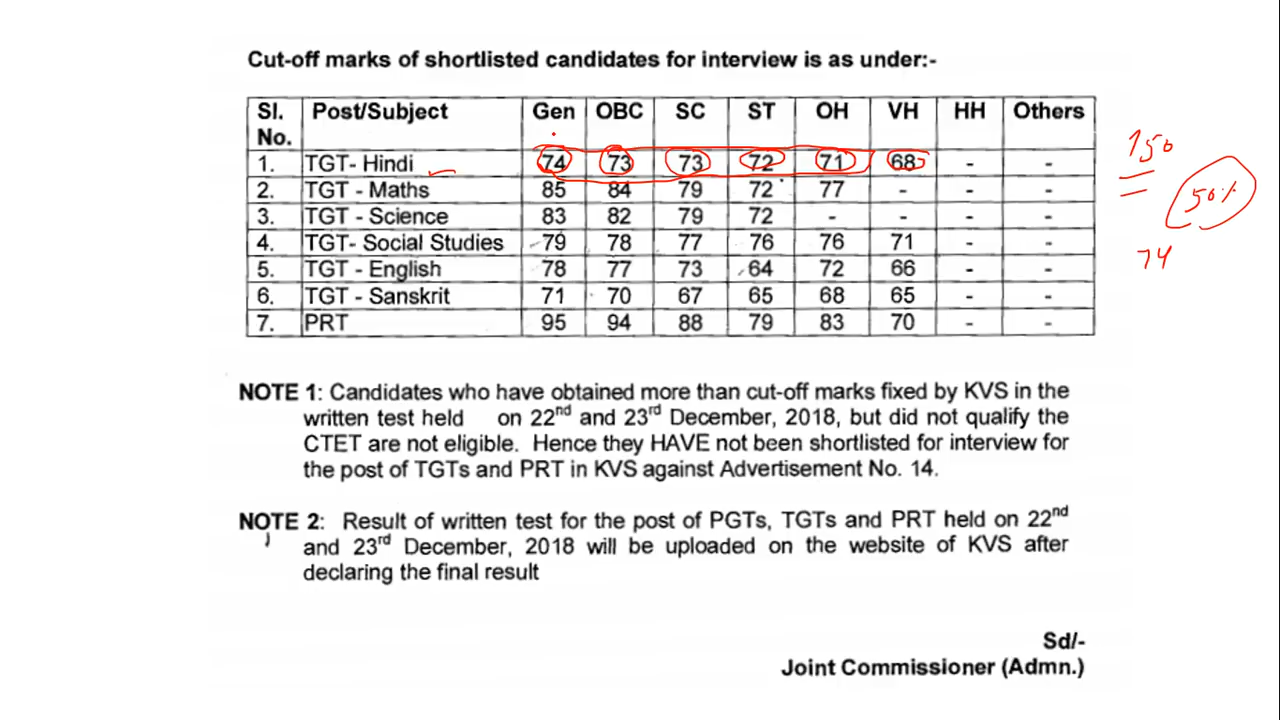 Cut-off marks of shortlisted candidates for interview is as under:-
Sl. No. Post/Subject Gen OBC SC ST OH VH HH Others
1. TGT- Hindi 74 73 73 72 71 68 - -
2. TGT - Maths 85 84 79 72 77 - - -
3. TGT - Science 83 82 79 72 - - - -
4. TGT- Social Studies 79 78 77 76 76 71 - -
5. TGT - English 78 77 73 64 72 66 - -
6. TGT - Sanskrit 71 70 67 65 68 65 - -
7. PRT 95 94 88 79 83 70 - -
150
50%
74
NOTE 1: Candidates who have obtained more than cut-off marks fixed by KVS in the
written test held on 22nd and 23rd December, 2018, but did not qualify the
CTET are not eligible. Hence they HAVE not been shortlisted for interview for
the post of TGTs and PRT in KVS against Advertisement No. 14.
NOTE 2: Result of written test for the post of PGTs, TGTs and PRT held on 22nd
and 23rd December, 2018 will be uploaded on the website of KVS after
declaring the final result
Sd/-
Joint Commissioner (Admn.)